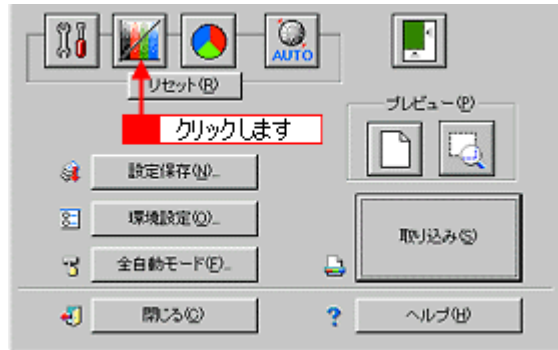 AUTO
リセット(R)
クリックします
プレビュー(P)
設定保存(N)...
環境設定(O)...
取り込み(S)
全自動モード(F)...
閉じる(C)
ヘルプ(H)